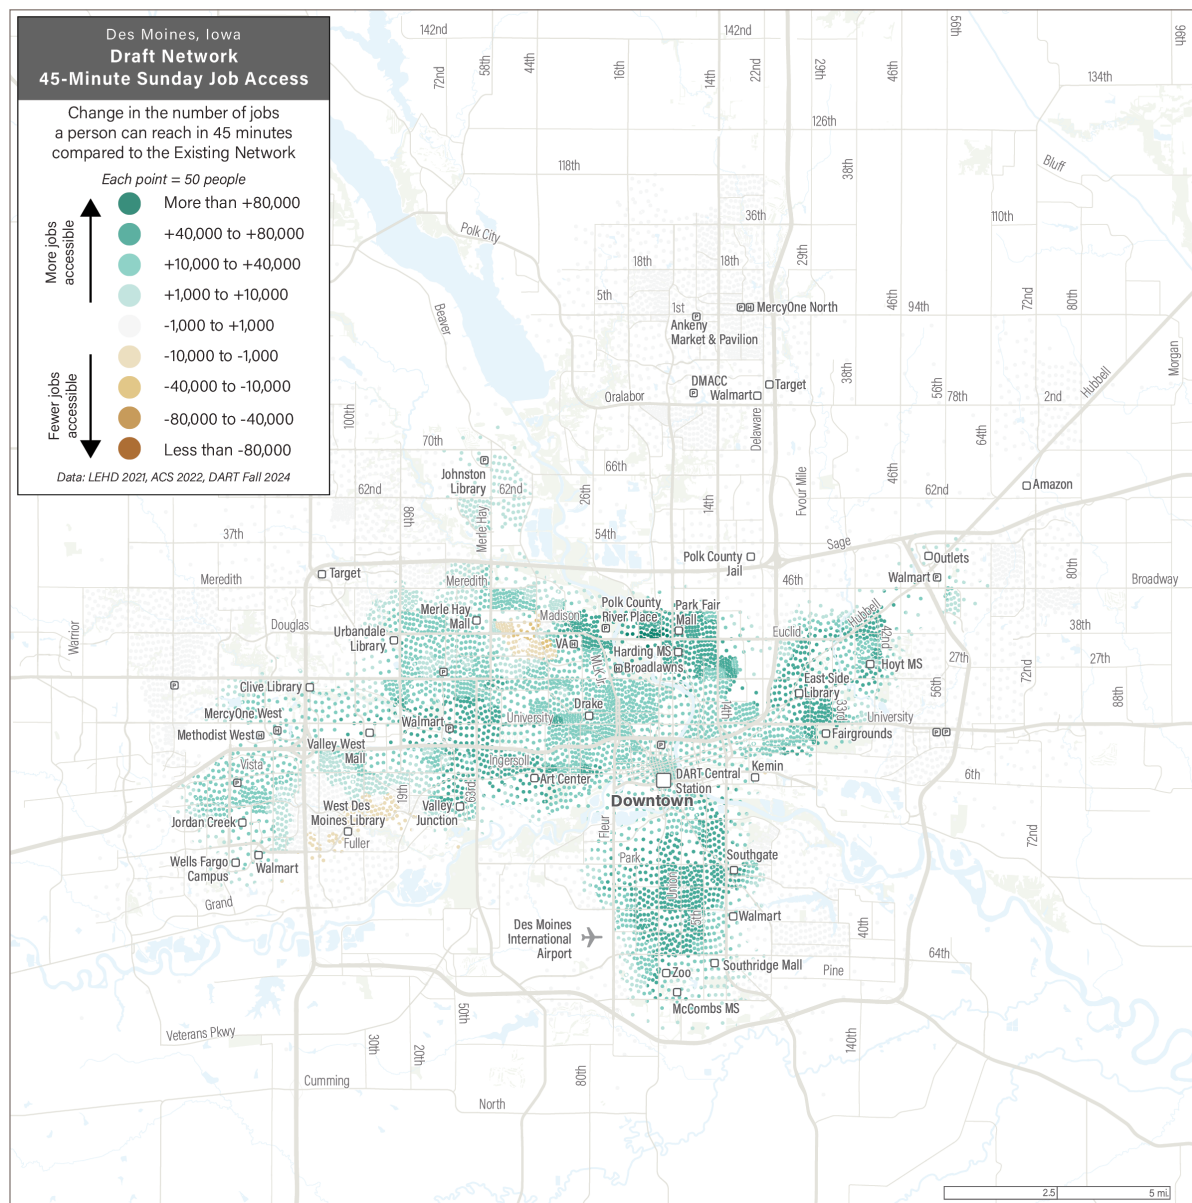 Des Moines, Iowa
Draft Network
45-Minute Sunday Job Access
Change in the number of jobs
a person can reach in 45 minutes
compared to the Existing Network
Each point = 50 people
More jobs
accessible
Fewer jobs
accessible
More than +80,000
+40,000 to +80,000
+10,000 to +40,000
+1,000 to +10,000
-1,000 to +1,000
-10,000 to -1,000
-40,000 to -10,000
-80,000 to -40,000
Less than -80,000
Data: LEHD 2021, ACS 2022, DART Fall 2024
142nd
142nd
56th
96th
72nd
58th
44th
16th
14th
22nd
29th
46th
134th
126th
118th
38th
Bluff
36th
110th
Polk City
18th
18th
29th
5th
1st
P
P H MercyOne North
46th
94th
72nd
80th
Beaver
Ankeny
Market & Pavilion
Morgan
38th
Hubbell
DMACC
P
Target
Walmart
Oralabor
56th
78th
2nd
100th
Delaware
64th
70th
P
Johnston
Library
66th
62nd
62nd
26th
14th
Fvour Mile
46th
62nd
Amazon
86th
Merle Hay
37th
54th
Sage
Polk County
Jail
Outlets
Target
Meredith
Meredith
46th
Walmart P
80th
Broadway
Merle Hay
Mall
Madison
Polk County
River Place
P
Park Fair
Mall
Hubbell
Warrior
Douglas
Urbandale
Library
Euclid
42nd
38th
VA H
Harding MS
MLK Jr
H Broadlawns
Hoyt MS
27th
27th
72nd
P
P
Clive Library
East Side
Library
56th
88th
MercyOne West
H
Methodist West H
Walmart
University
Drake
14th
33rd
University
Fairgrounds
P P
Valley West
Mall
P
Ingersoll
Vista
P
Art Center
DART Central
Station
Kemin
6th
Downtown
19th
63rd
West Des
Moines Library
Valley
Junction
Jordan Creek
Fuller
Fleur
72nd
Wells Fargo
Campus
Walmart
Park
Southgate
Union
Grand
5th
Walmart
40th
Des Moines
International
Airport
64th
Zoo
Southridge Mall
Pine
McCombs MS
50th
Veterans Pkwy
30th
20th
140th
80th
Cumming
North
2.5
5 mi.